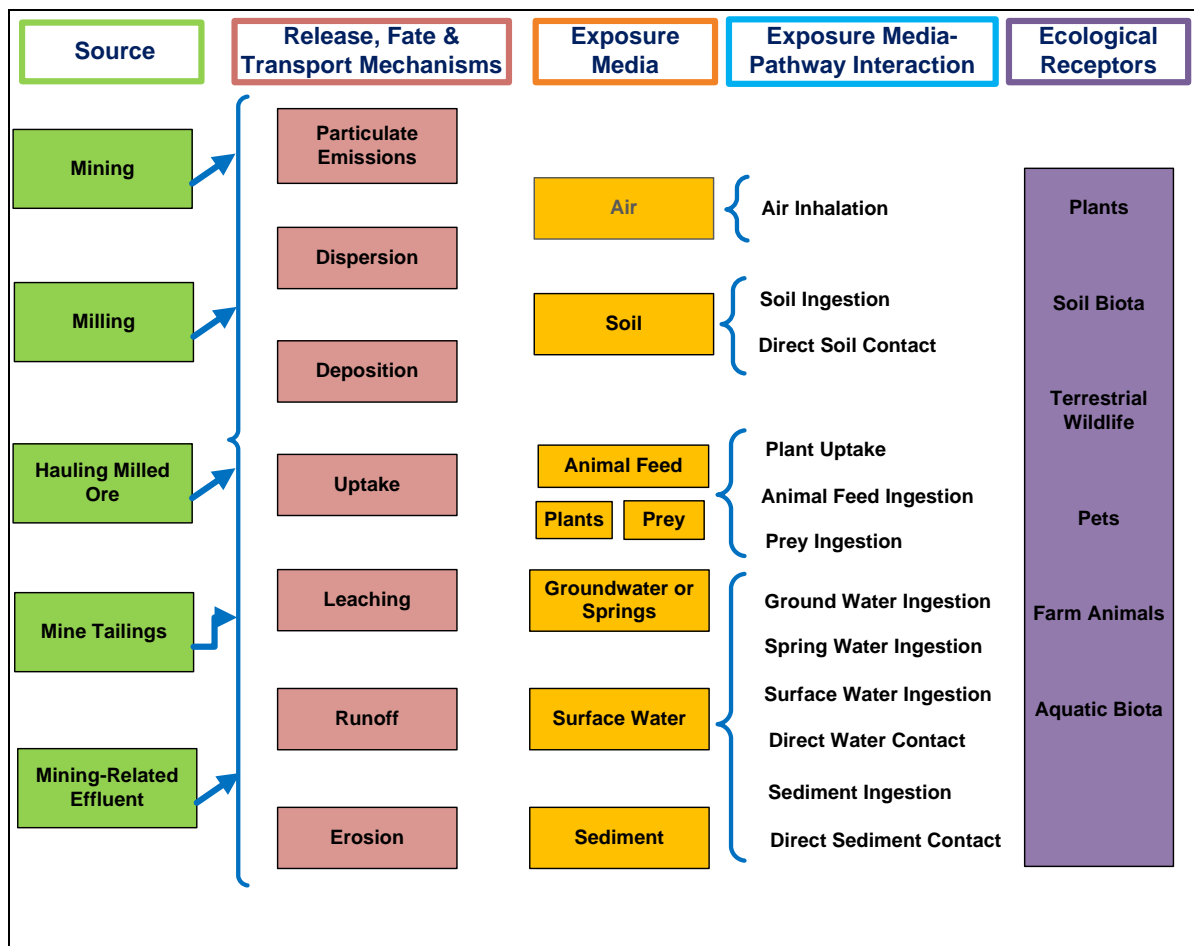 Source
Release, Fate &
Transport Mechanisms
Exposure
Media
Exposure Media-
Pathway Interaction
Ecological
Receptors
Mining
Milling
Hauling Milled
Ore
Mine Tailings
Mining-Related
Effluent
Particulate
Emissions
Dispersion
Deposition
Uptake
Leaching
Runoff
Erosion
Air
Soil
Animal Feed
Plants
Prey
Groundwater or
Springs
Surface Water
Sediment
Air Inhalation
Soil Ingestion
Direct Soil Contact
Plant Uptake
Animal Feed Ingestion
Prey Ingestion
Ground Water Ingestion
Spring Water Ingestion
Surface Water Ingestion
Direct Water Contact
Sediment Ingestion
Direct Sediment Contact
Plants
Soil Biota
Terrestrial
Wildlife
Pets
Farm Animals
Aquatic Biota